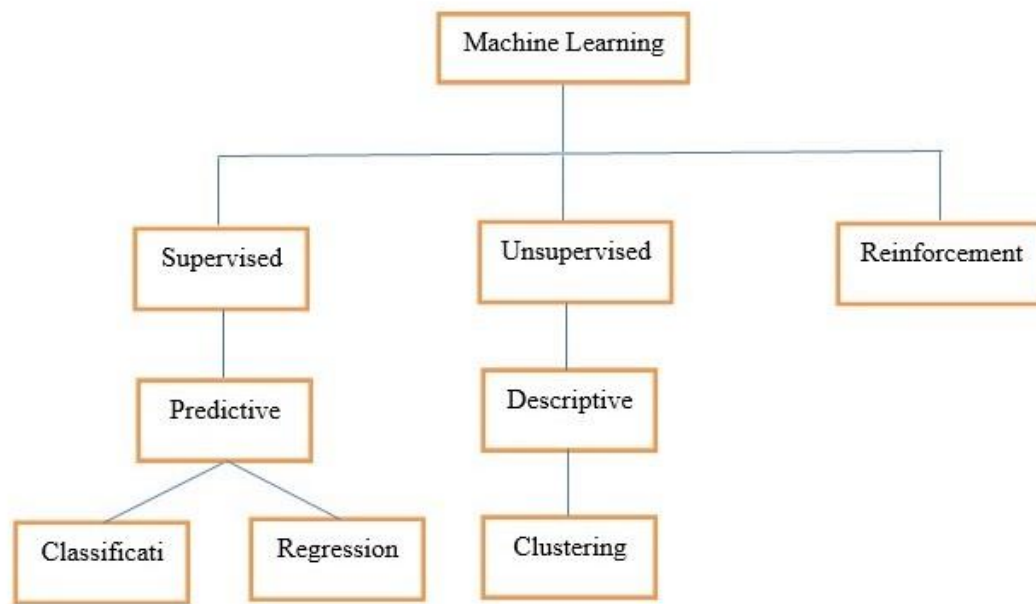 Machine Learning
Supervised
Unsupervised
Reinforcement
Predictive
Descriptive
Classificati
Regression
Clustering